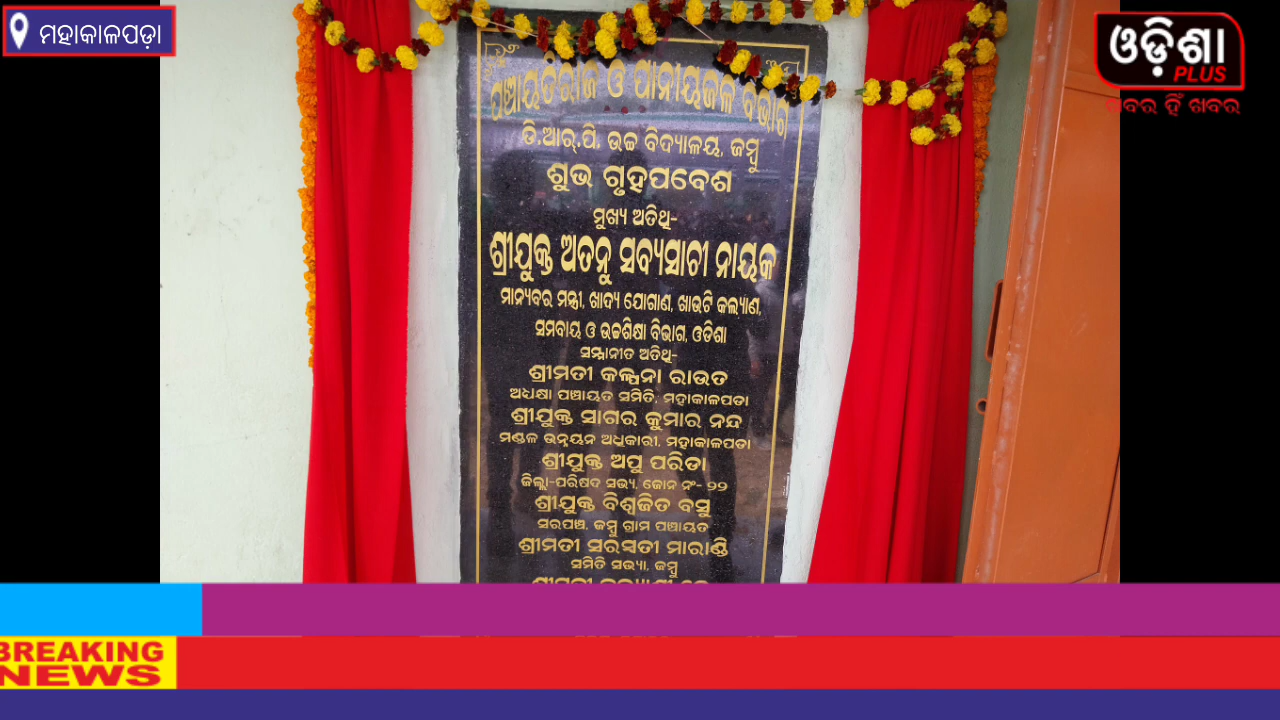 ମହାକାଳପଡ଼ା
ଓଡ଼ିଶା
PLUS
ଖବର ହିଁ ଖବର
ପଞ୍ଚାୟତିରାଜ ଓ ପାନୀୟଜଳ ବିଭାଗ
ଡି.ଆର୍.ପି. ଉଚ୍ଚ ବିଦ୍ୟାଳୟ, ଜମ୍ବୁ
ଶୁଭ ଗୃହପବେଶ
ମୁଖ୍ୟ ଅତିଥି-
ଶ୍ରୀଯୁକ୍ତ ଅତନୁ ସବ୍ୟସାଚୀ ନାୟକ
ମାନ୍ୟବର ମନ୍ତ୍ରୀ, ଖାଦ୍ୟ ଯୋଗାଣ, ଖାଉଟି କଲ୍ୟାଣ,
ସମବାୟ ଓ ଉଚ୍ଚଶିକ୍ଷା ବିଭାଗ, ଓଡିଶା
ସମ୍ମାନୀତ ଅତିଥି-
ଶ୍ରୀମତୀ କଳ୍ପନା ରାଉତ
ଅଧ୍ୟକ୍ଷା ପଞ୍ଚାୟତ ସମିତି, ମହାକାଳପଡା
ଶ୍ରୀଯୁକ୍ତ ସାଗର କୁମାର ନନ୍ଦ
ମଣ୍ଡଳ ଉନ୍ନୟନ ଅଧିକାରୀ, ମହାକାଳପଡା
ଶ୍ରୀଯୁକ୍ତ ଅପୁ ପରିଡା
ଜିଲ୍ଲା-ପରିଷଦ ସଭ୍ୟ, ଜୋନ ନଂ- ୨୨
ଶ୍ରୀଯୁକ୍ତ ବିଶ୍ୱଜିତ ବସୁ
ସରପଞ୍ଚ, ଜମ୍ବୁ ଗ୍ରାମ ପଞ୍ଚାୟତ
ଶ୍ରୀମତୀ ସରସ୍ୱତୀ ମାରାଣ୍ଡି
ସମିତି ସଭ୍ୟା, ଜମ୍ବୁ
BREAKING
NEWS